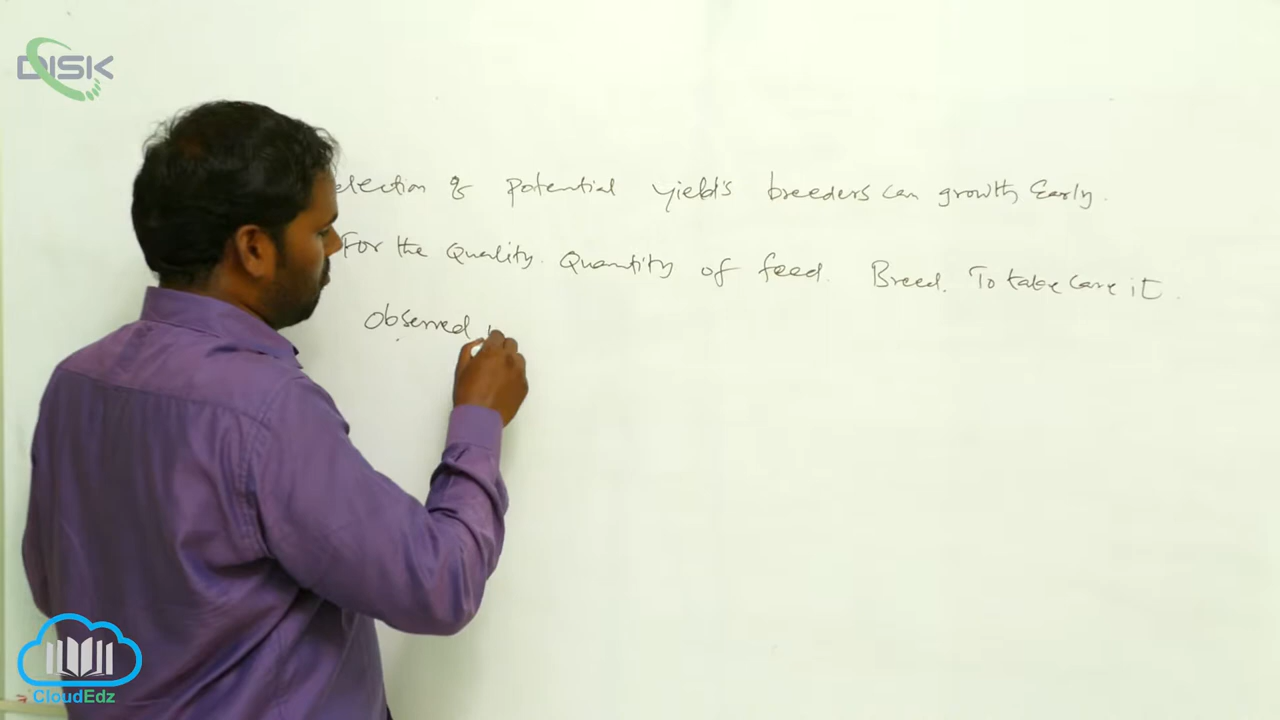 DISK
election of potential yield's breeders can growth Early.
For the Quality. Quantity of feed. Breed. To take care it.
Observed
CloudEdz